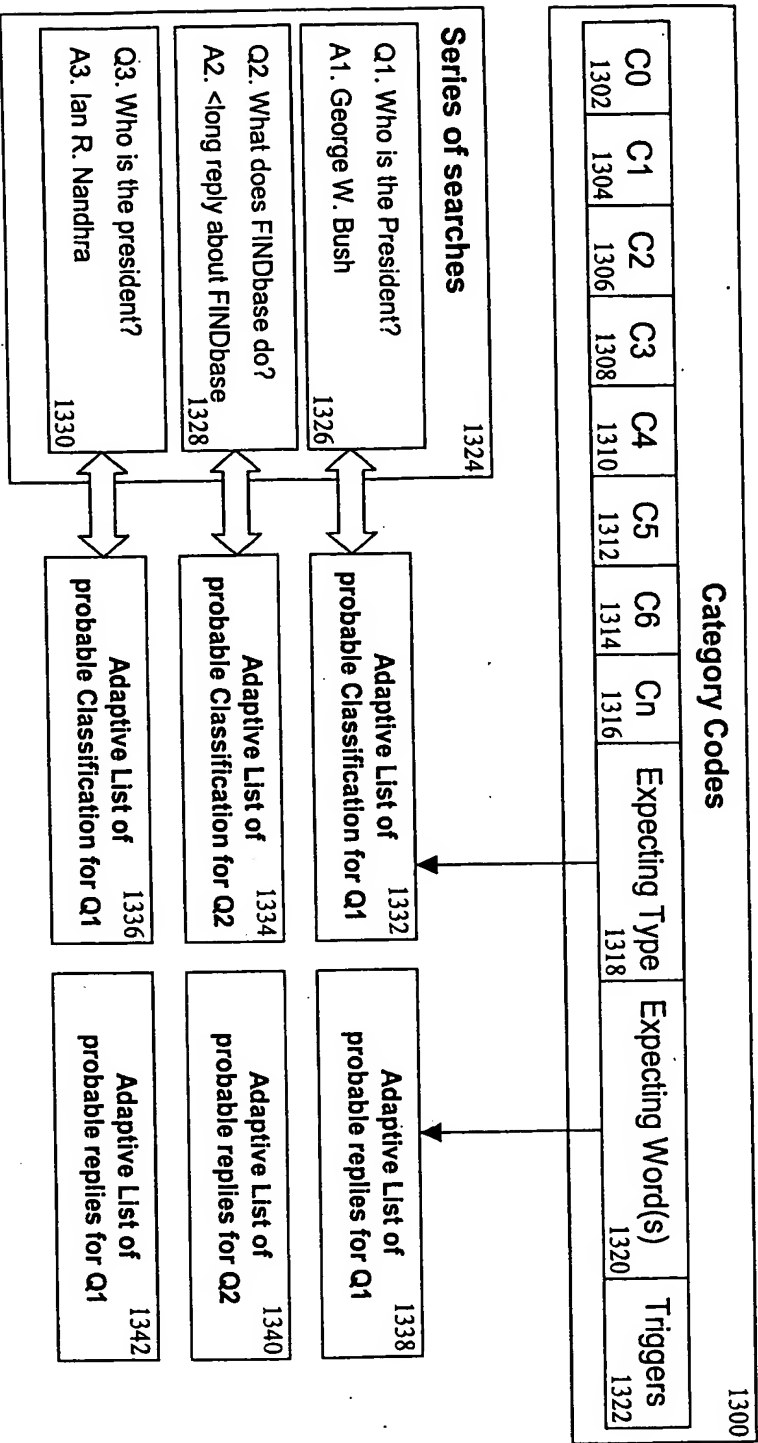 Category Codes
1300
C0
1302
C1
1304
C2
1306
C3
1308
C4
1310
C5
1312
C6
1314
Cn
1316
Expecting Type
1318
Expecting Word(s)
1320
Triggers
1322
Series of searches
1324
Q1. Who is the President?
A1. George W. Bush
1326
Q2. What does FINDbase do?
A2. <long reply about FINDbase
1328
Q3. Who is the president?
A3. Ian R. Nandhra
1330
Adaptive List of
probable Classification for Q1
1332
Adaptive List of
probable Classification for Q2
1334
Adaptive List of
probable Classification for Q1
1336
Adaptive List of
probable replies for Q1
1338
Adaptive List of
probable replies for Q2
1340
Adaptive List of
probable replies for Q1
1342